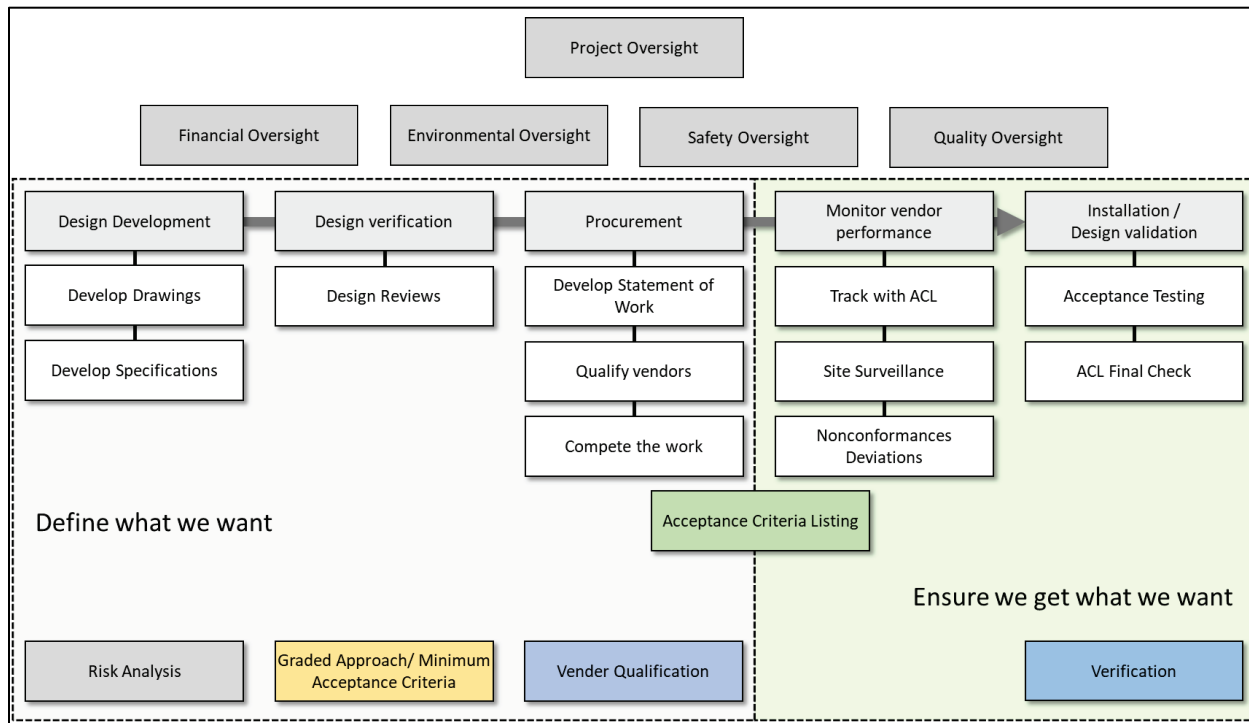 Project Oversight
Financial Oversight
Environmental Oversight
Safety Oversight
Quality Oversight
Design Development
Design verification
Procurement
Monitor vendor
performance
Installation /
Design validation
Develop Drawings
Design Reviews
Develop Statement of
Work
Track with ACL
Acceptance Testing
Develop Specifications
Qualify vendors
Site Surveillance
ACL Final Check
Compete the work
Nonconformances
Deviations
Define what we want
Acceptance Criteria Listing
Ensure we get what we want
Risk Analysis
Graded Approach/ Minimum
Acceptance Criteria
Vender Qualification
Verification